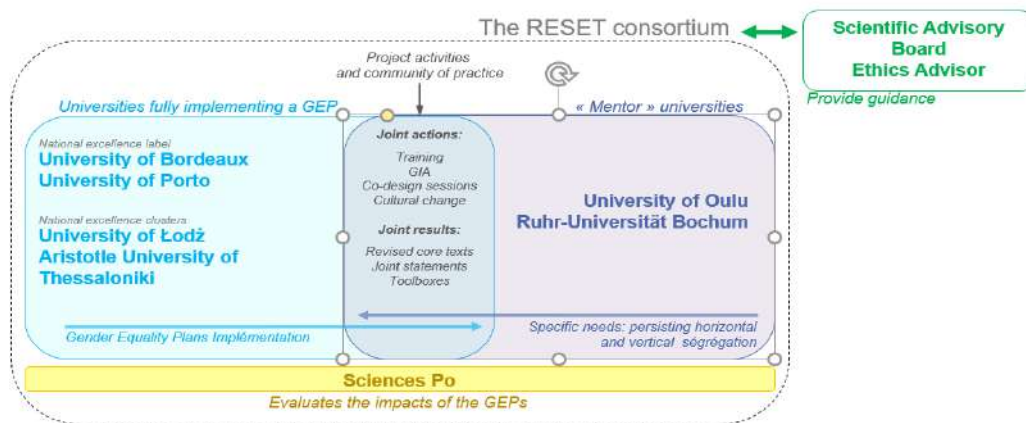 The RESET consortium
Scientific Advisory
Board
Ethics Advisor
Provide guidance
Project activities
and community of practice
Universities fully implementing a GEP
« Mentor » universities
National excellence label
University of Bordeaux
University of Porto
National excellence clusters
University of Łodż
Aristotle University of
Thessaloniki
Joint actions:
Training
GIA
Co-design sessions
Cultural change
Joint results:
Revised core texts
Joint statements
Toolboxes
University of Oulu
Ruhr-Universität Bochum
Gender Equality Plans Implémentation
Specific needs: persisting horizontal
and vertical ségrégation
Sciences Po
Evaluates the impacts of the GEPs